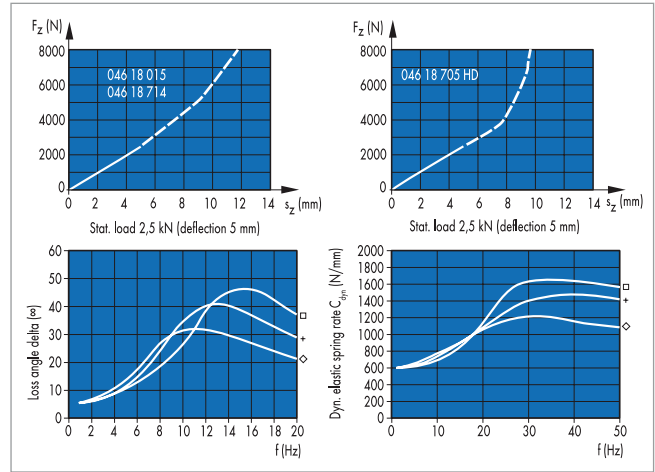 F_z (N)
8000
6000
4000
2000
0
046 18 015
046 18 714
0 2 4 6 8 10 12 14
s_z (mm)
Stat. load 2,5 kN (deflection 5 mm)
F_z (N)
8000
6000
4000
2000
0
046 18 705 HD
0 2 4 6 8 10 12 14
s_z (mm)
Stat. load 2,5 kN (deflection 5 mm)
Loss angle delta (∞)
60
50
40
30
20
10
0
0 2 4 6 8 10 12 14 16 18 20
f (Hz)
Dyn. elastic spring rate C_dyn (N/mm)
2000
1800
1600
1400
1200
1000
800
600
400
200
0
0 10 20 30 40 50
f (Hz)